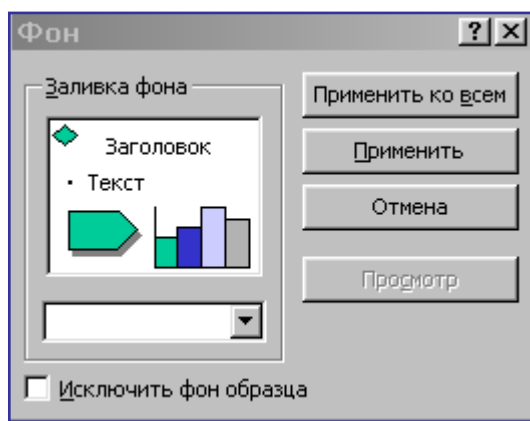 Фон
Заливка фона
Заголовок
· Текст
Исключить фон образца
Применить ко всем
Применить
Отмена
Просмотр